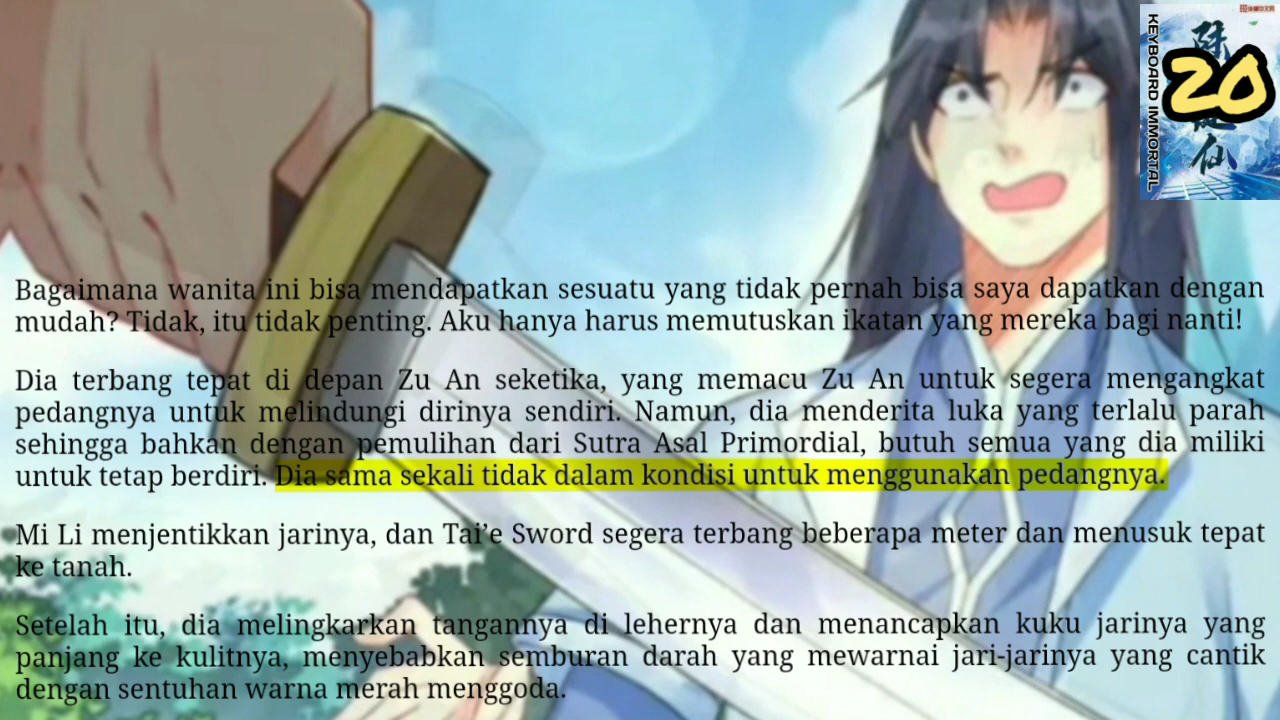 KEYBOARD IMMORTAL
20
仙
Bagaimana wanita ini bisa mendapatkan sesuatu yang tidak pernah bisa saya dapatkan dengan
mudah? Tidak, itu tidak penting. Aku hanya harus memutuskan ikatan yang mereka bagi nanti!
Dia terbang tepat di depan Zu An seketika, yang memacu Zu An untuk segera mengangkat
pedangnya untuk melindungi dirinya sendiri. Namun, dia menderita luka yang terlalu parah
sehingga bahkan dengan pemulihan dari Sutra Asal Primordial, butuh semua yang dia miliki
untuk tetap berdiri. Dia sama sekali tidak dalam kondisi untuk menggunakan pedangnya.
Mi Li menjentikkan jarinya, dan Tai’e Sword segera terbang beberapa meter dan menusuk tepat
ke tanah.
Setelah itu, dia melingkarkan tangannya di lehernya dan menancapkan kuku jarinya yang
panjang ke kulitnya, menyebabkan semburan darah yang mewarnai jari-jarinya yang cantik
dengan sentuhan warna merah menggoda.